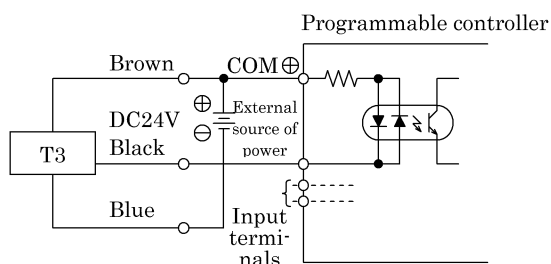 Programmable controller
Brown
COM⊕
⊕
DC24V
⊖
External
source of
power
T3
Black
Blue
Input
termi-
nals